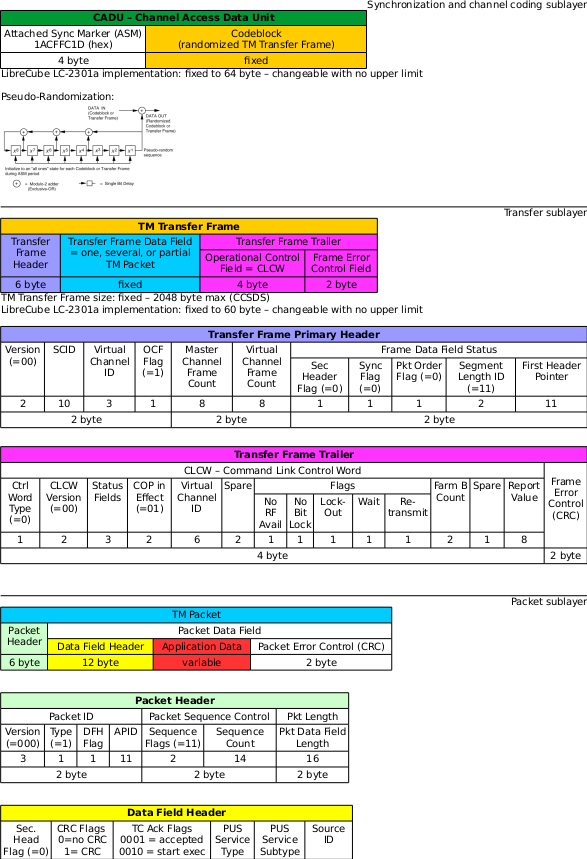 Synchronization and channel coding sublayer
CADU – Channel Access Data Unit
Attached Sync Marker (ASM)
1ACFFC1D (hex)
Codeblock
(randomized TM Transfer Frame)
4 byte
fixed
LibreCube LC-2301a implementation: fixed to 64 byte – changeable with no upper limit
Pseudo-Randomization:
DATA IN
(Codeblock or
Transfer Frame)
DATA OUT
(Randomized
Codeblock or
Transfer Frame)
Pseudo-random
sequence
Initialize to an "all ones" state for each Codeblock or Transfer Frame
during ASM period
= Modulo-2 adder
(Exclusive-OR)
= Single Bit Delay
Transfer sublayer
TM Transfer Frame
Transfer
Frame
Header
Transfer Frame Data Field
= one, several, or partial
TM Packet
Transfer Frame Trailer
Operational Control
Field = CLCW
Frame Error
Control Field
6 byte
fixed
4 byte
2 byte
TM Transfer Frame size: fixed – 2048 byte max (CCSDS)
LibreCube LC-2301a implementation: fixed to 60 byte – changeable with no upper limit
Transfer Frame Primary Header
Version
(=00)
SCID
Virtual
Channel
ID
OCF
Flag
(=1)
Master
Channel
Frame
Count
Virtual
Channel
Frame
Count
Frame Data Field Status
Sec
Header
Flag (=0)
Sync
Flag
(=0)
Pkt Order
Flag (=0)
Segment
Length ID
(=11)
First Header
Pointer
2
10
3
1
8
8
1
1
1
2
11
2 byte
2 byte
2 byte
Transfer Frame Trailer
CLCW – Command Link Control Word
Ctrl
Word
Type
(=0)
CLCW
Version
(=00)
Status
Fields
COP in
Effect
(=01)
Virtual
Channel
ID
Spare
Flags
No
RF
Avail
No
Bit
Lock
Lock-
Out
Wait
Re-
transmit
Farm B
Count
Spare
Report
Value
Frame
Error
Control
(CRC)
1
2
3
2
6
2
1
1
1
1
1
2
1
8
4 byte
2 byte
Packet sublayer
TM Packet
Packet
Header
Packet Data Field
Data Field Header
Application Data
Packet Error Control (CRC)
6 byte
12 byte
variable
2 byte
Packet Header
Packet ID
Packet Sequence Control
Pkt Length
Version
(=000)
Type
(=1)
DFH
Flag
APID
Sequence
Flags (=11)
Sequence
Count
Pkt Data Field
Length
3
1
1
11
2
14
16
2 byte
2 byte
2 byte
Data Field Header
Sec.
Head
Flag (=0)
CRC Flags
0=no CRC
1= CRC
TC Ack Flags
0001 = accepted
0010 = start exec
PUS
Service
Type
PUS
Service
Subtype
Source
ID